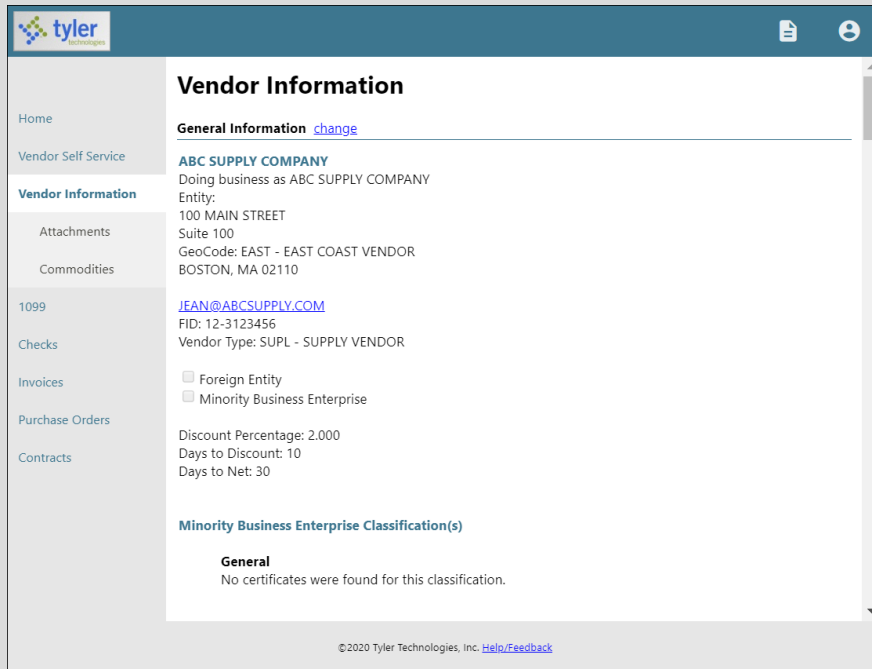 tyler
technologies
Home
Vendor Self Service
Vendor Information
Attachments
Commodities
1099
Checks
Invoices
Purchase Orders
Contracts
Vendor Information
General Information change
ABC SUPPLY COMPANY
Doing business as ABC SUPPLY COMPANY
Entity:
100 MAIN STREET
Suite 100
GeoCode: EAST - EAST COAST VENDOR
BOSTON, MA 02110
JEAN@ABCSUPPLY.COM
FID: 12-3123456
Vendor Type: SUPL - SUPPLY VENDOR
Foreign Entity
Minority Business Enterprise
Discount Percentage: 2.000
Days to Discount: 10
Days to Net: 30
Minority Business Enterprise Classification(s)
General
No certificates were found for this classification.
©2020 Tyler Technologies, Inc. Help/Feedback